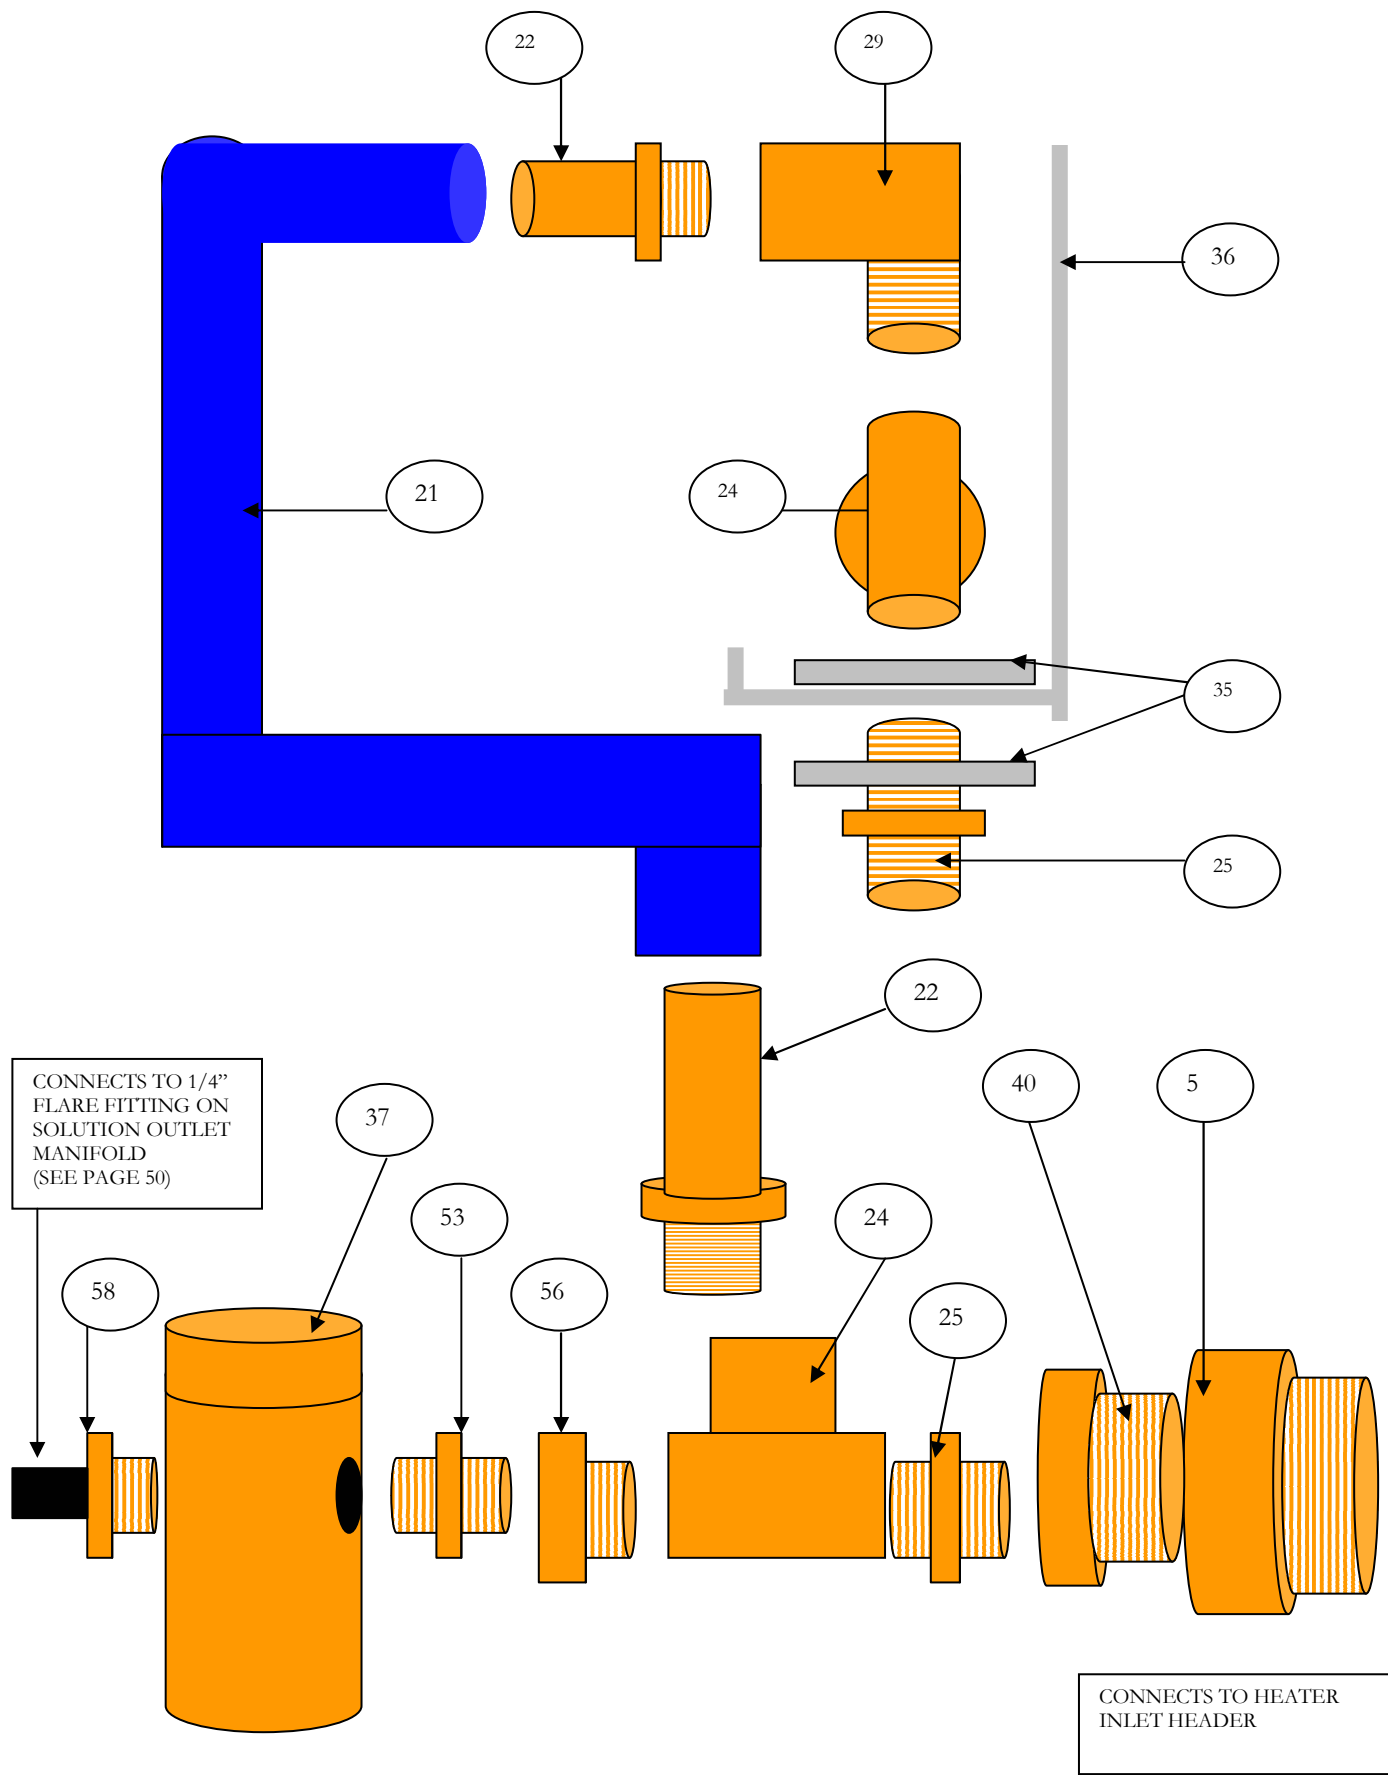 22
29
36
21
24
35
25
22
CONNECTS TO 1/4”
FLARE FITTING ON
SOLUTION OUTLET
MANIFOLD
(SEE PAGE 50)
37
40
5
53
24
58
56
25
CONNECTS TO HEATER
INLET HEADER